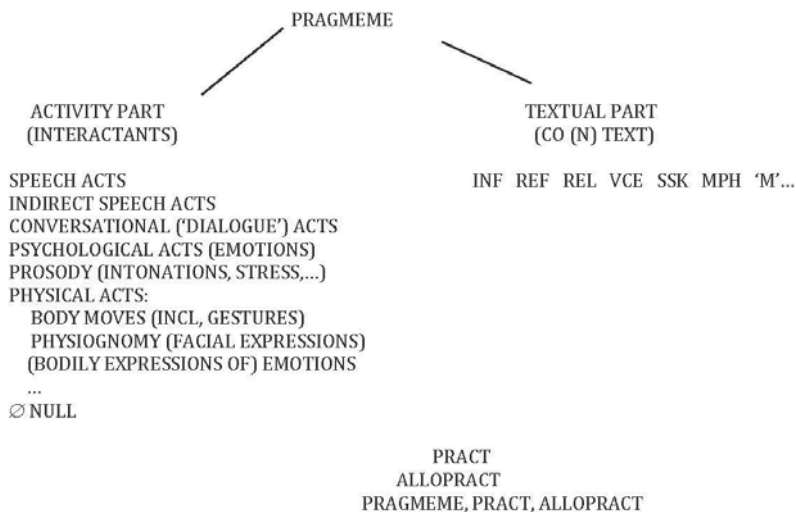 PRAGMEME
ACTIVITY PART
(INTERACTANTS)
TEXTUAL PART
(CO (N) TEXT)
SPEECH ACTS
INDIRECT SPEECH ACTS
CONVERSATIONAL (‘DIALOGUE’) ACTS
PSYCHOLOGICAL ACTS (EMOTIONS)
PROSODY (INTONATIONS, STRESS,...)
PHYSICAL ACTS:
BODY MOVES (INCL, GESTURES)
PHYSIOGNOMY (FACIAL EXPRESSIONS)
(BODILY EXPRESSIONS OF) EMOTIONS
...
∅ NULL
INF REF REL VCE SSK MPH ‘M’...
PRACT
ALLOPRACT
PRAGMEME, PRACT, ALLOPRACT